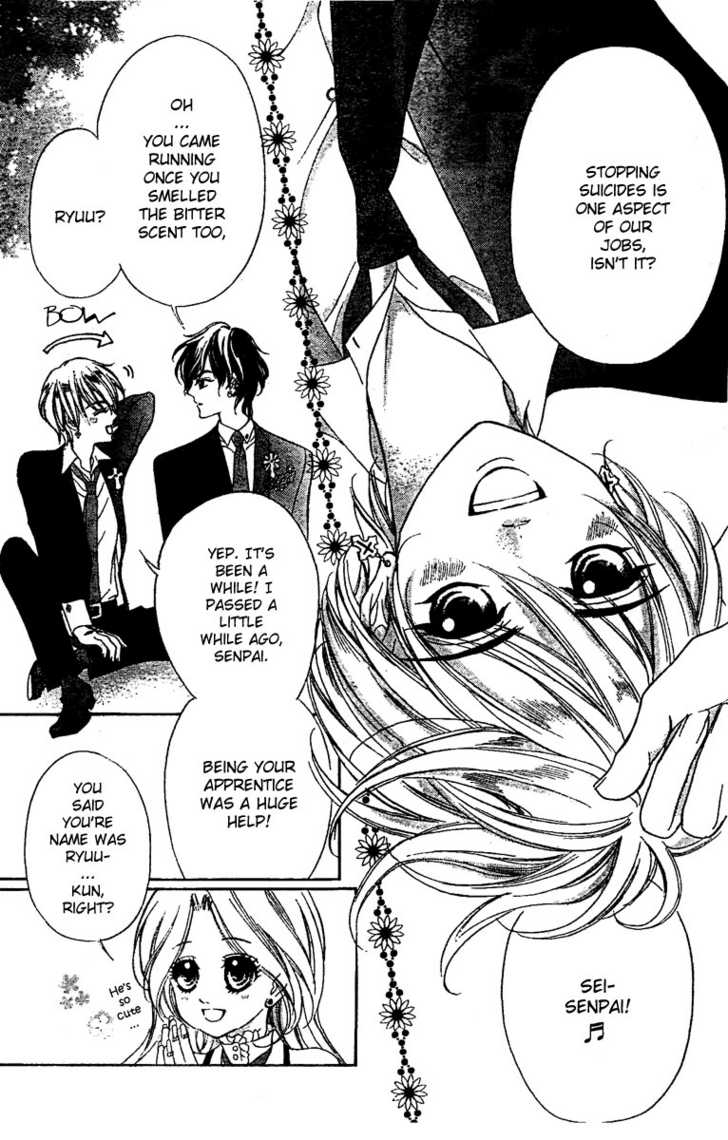 STOPPING
SUICIDES IS
ONE ASPECT
OF OUR
JOBS,
ISN'T IT?
SEI-
SENPAI!
OH
...
YOU CAME
RUNNING
ONCE YOU
SMELLED
THE BITTER
SCENT TOO,
RYUU?
BOW
YEP. IT'S
BEEN A
WHILE! I
PASSED A
LITTLE
WHILE AGO,
SENPAI.
BEING YOUR
APPRENTICE
WAS A HUGE
HELP!
YOU
SAID
YOU'RE
NAME WAS
RYUU-
...
KUN,
RIGHT?
He's
so
cute
...